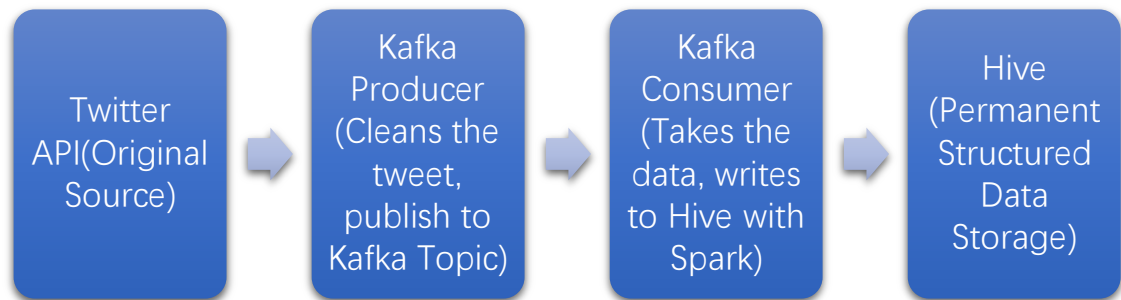 Twitter
API(Original
Source)
Kafka
Producer
(Cleans the
tweet,
publish to
Kafka Topic)
Kafka
Consumer
(Takes the
data, writes
to Hive with
Spark)
Hive
(Permanent
Structured
Data
Storage)